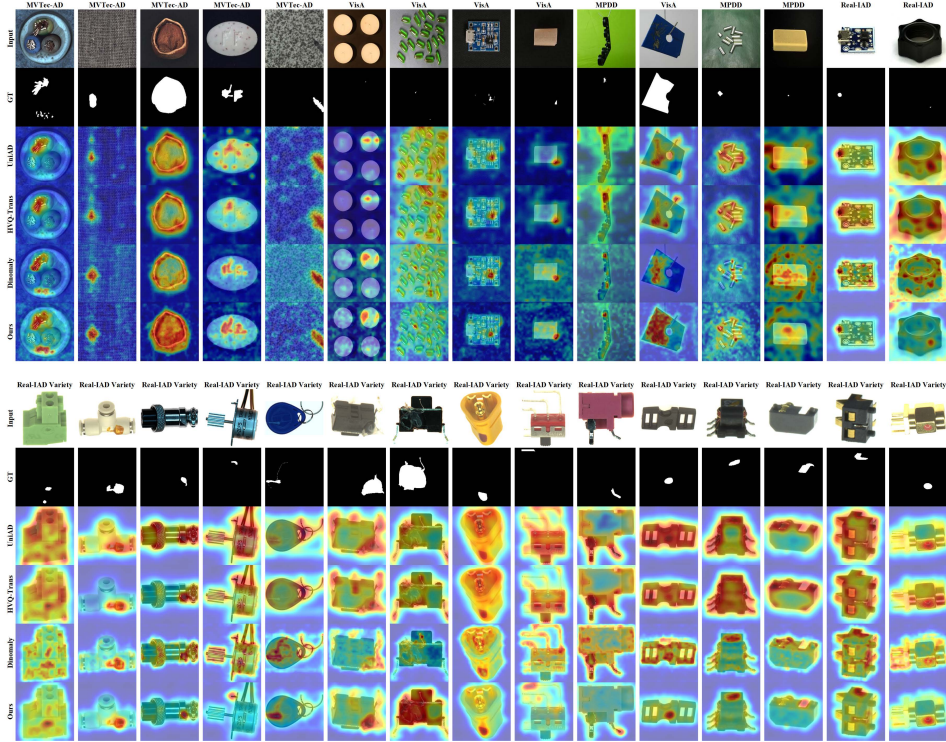 MVTec-AD MVTec-AD MVTec-AD MVTec-AD MVTec-AD VisA VisA VisA VisA MPDD VisA MPDD MPDD Real-IAD Real-IAD
Input
GT
UniAD
HVQ-Trans
Dinomaly
Ours
Real-IAD Variety Real-IAD Variety Real-IAD Variety Real-IAD Variety Real-IAD Variety Real-IAD Variety Real-IAD Variety Real-IAD Variety Real-IAD Variety Real-IAD Variety Real-IAD Variety Real-IAD Variety Real-IAD Variety Real-IAD Variety Real-IAD Variety
Input
GT
UniAD
HVQ-Trans
Dinomaly
Ours